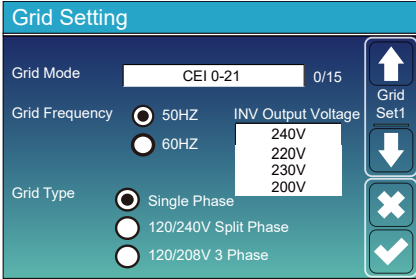 Grid Setting
Grid Mode
CEI 0-21
0/15
Grid Set1
Grid Frequency
50HZ
60HZ
INV Output Voltage
240V
220V
230V
200V
Grid Type
Single Phase
120/240V Split Phase
120/208V 3 Phase